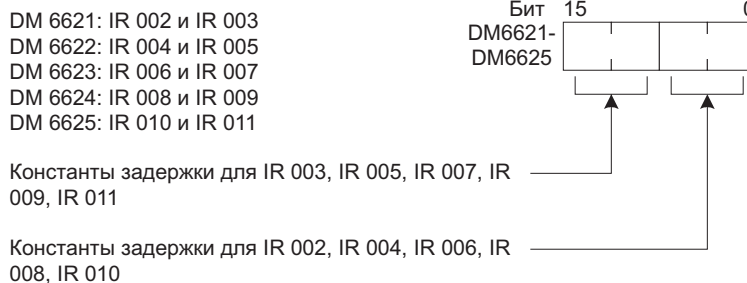 DM 6621: IR 002 и IR 003
DM 6622: IR 004 и IR 005
DM 6623: IR 006 и IR 007
DM 6624: IR 008 и IR 009
DM 6625: IR 010 и IR 011
Бит 15 0
DM6621-
DM6625
Константы задержки для IR 003, IR 005, IR 007, IR
009, IR 011
Константы задержки для IR 002, IR 004, IR 006, IR
008, IR 010